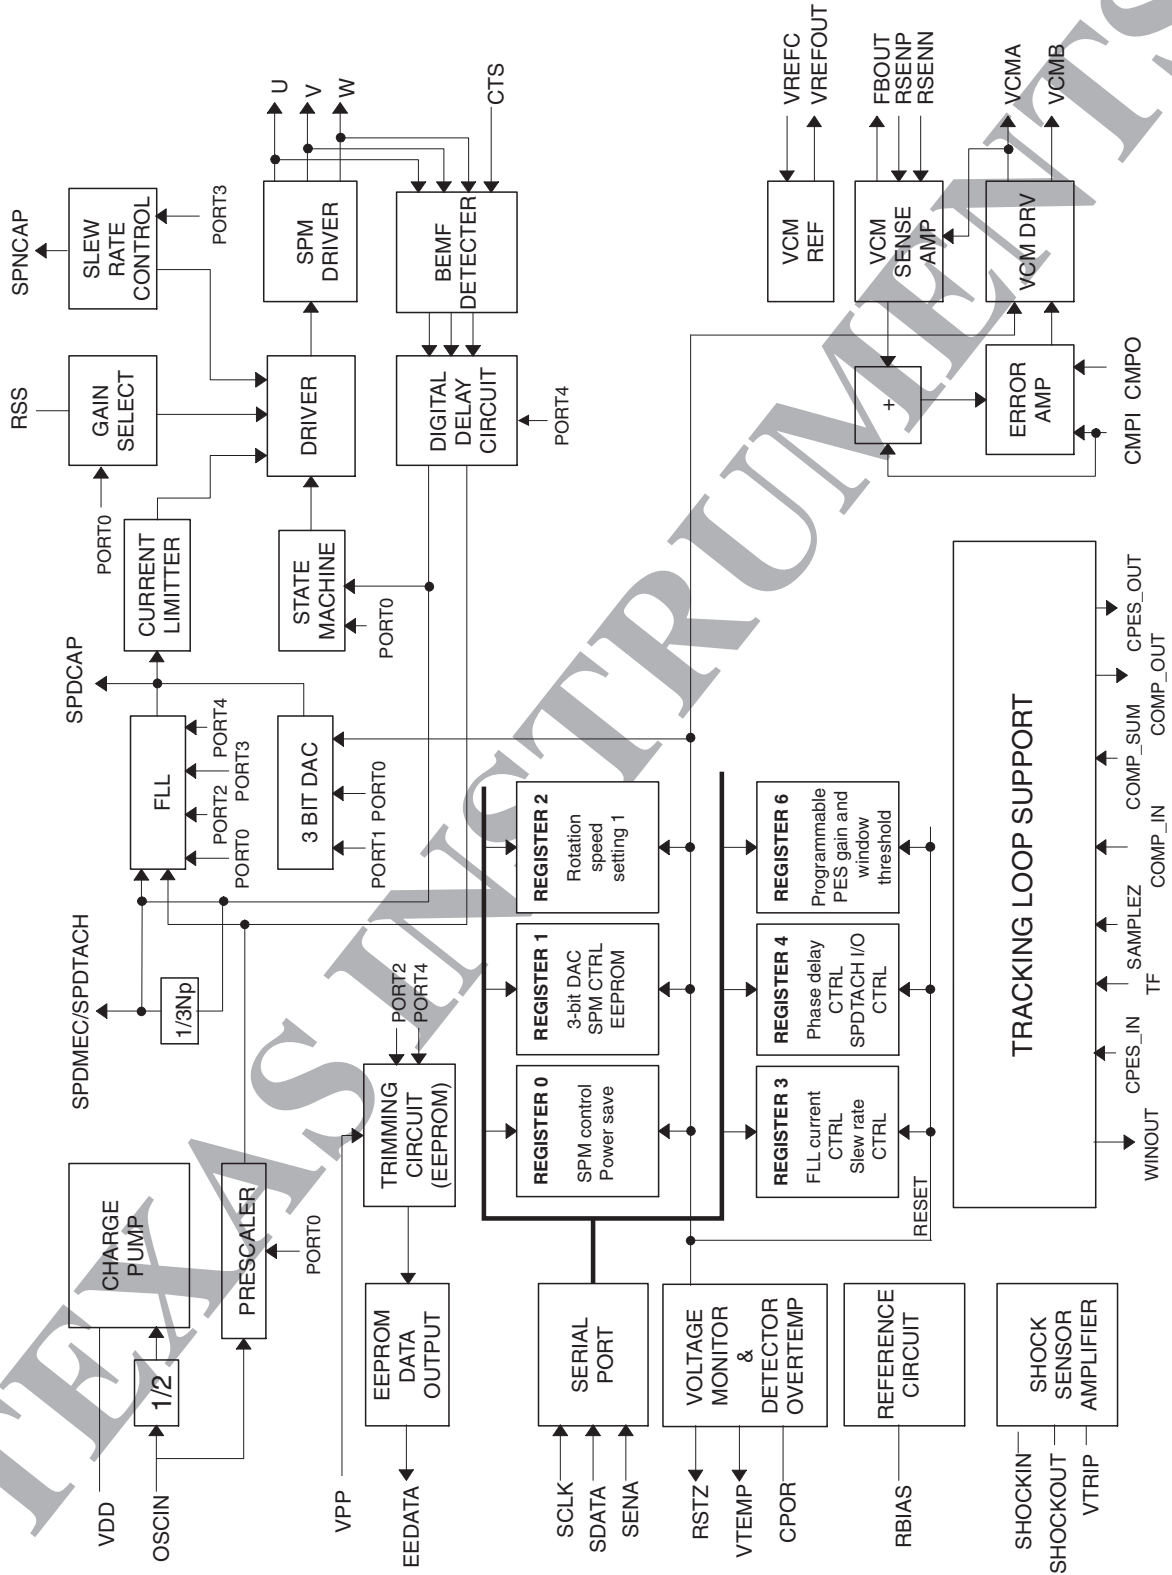 TEXAS INSTRUMENTS
VDD
OSCIN
1/2
CHARGE
PUMP
PRESCALER
PORT0
SPDMEC/SPDTACH
1/3Np
FLL
PORT0
PORT2
PORT3
PORT4
SPDCAP
3 BIT DAC
PORT1
PORT0
CURRENT
LIMITTER
RSS
GAIN
SELECT
PORT0
SPNCAP
SLEW
RATE
CONTROL
PORT3
STATE
MACHINE
PORT0
DRIVER
SPM
DRIVER
U
V
W
DIGITAL
DELAY
CIRCUIT
PORT4
BEMF
DETECTER
CTS
VPP
TRIMMING
CIRCUIT
(EEPROM)
PORT2
PORT4
EEPROM
DATA
OUTPUT
EEDATA
SCLK
SDATA
SENA
SERIAL
PORT
REGISTER 0
SPM control
Power save
REGISTER 1
3-bit DAC
SPM CTRL
EEPROM
REGISTER 2
Rotation
speed
setting 1
REGISTER 3
FLL current
CTRL
Slew rate
CTRL
REGISTER 4
Phase delay
CTRL
SPDTACH I/O
CTRL
REGISTER 6
Programmable
PES gain and
window
threshold
RESET
RSTZ
VTEMP
CPOR
VOLTAGE
MONITOR
&
DETECTOR
OVERTEMP
RBIAS
REFERENCE
CIRCUIT
SHOCKIN
SHOCKOUT
VTRIP
SHOCK
SENSOR
AMPLIFIER
TRACKING LOOP SUPPORT
WINOUT
CPES_IN
TF
SAMPLEZ
COMP_IN
COMP_SUM
COMP_OUT
CPES_OUT
VCM
REF
VREFC
VREFOUT
VCM
SENSE
AMP
FBOUT
RSENP
RSENN
+
ERROR
AMP
CMPI
CMPO
VCM DRV
VCMA
VCMB